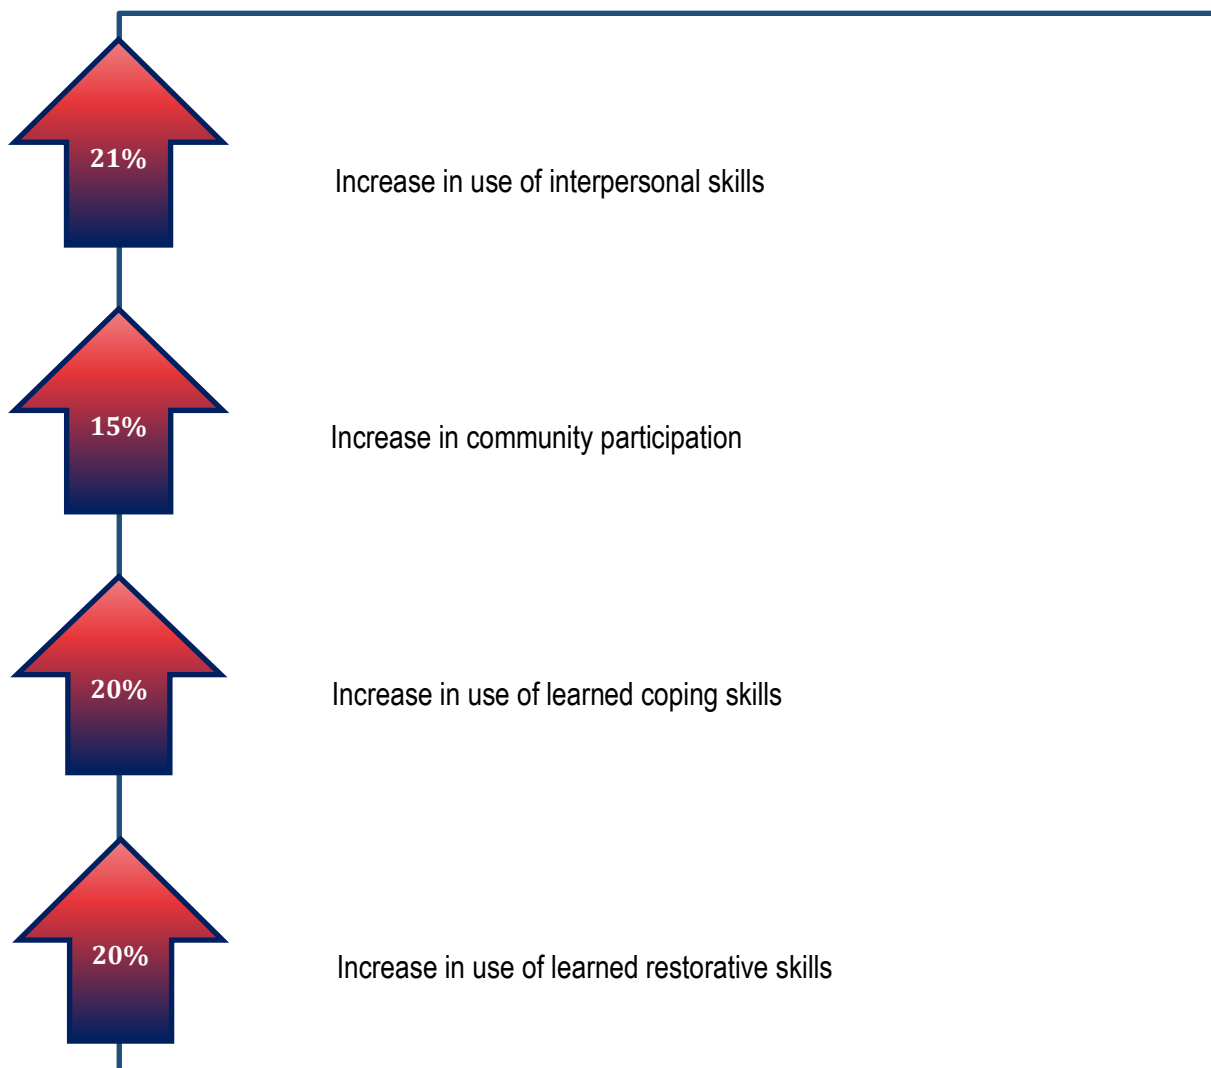 21%
Increase in use of interpersonal skills
15%
Increase in community participation
20%
Increase in use of learned coping skills
20%
Increase in use of learned restorative skills